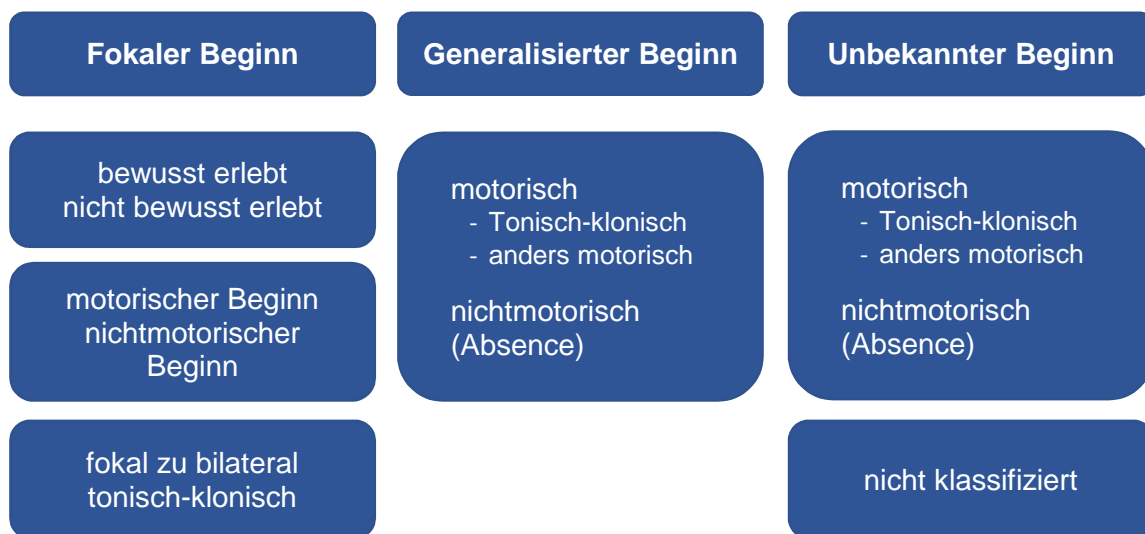 Fokaler Beginn
bewusst erlebt
nicht bewusst erlebt
motorischer Beginn
nichtmotorischer
Beginn
fokal zu bilateral
tonisch-klonisch
Generalisierter Beginn
motorisch
- Tonisch-klonisch
- anders motorisch
nichtmotorisch
(Absence)
Unbekannter Beginn
motorisch
- Tonisch-klonisch
- anders motorisch
nichtmotorisch
(Absence)
nicht klassifiziert